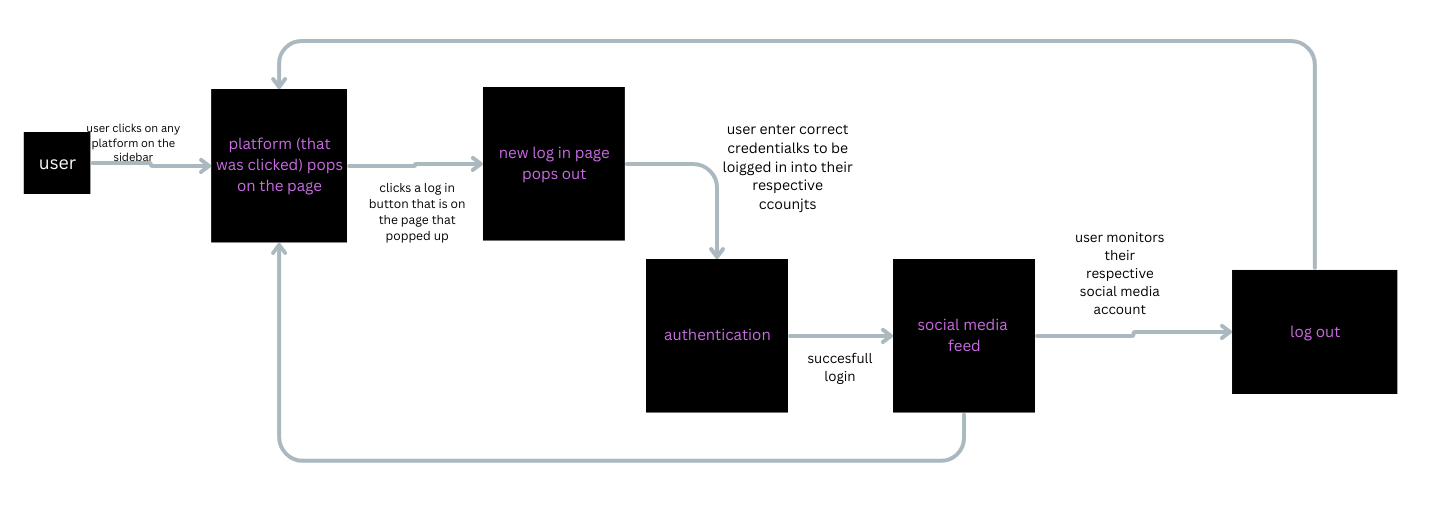 user
user clicks on any
platform on the
sidebar
platform (that
was clicked) pops
on the page
clicks a log in
button that is on
the page that
popped up
new log in page
pops out
user enter correct
credentialks to be
loigged in into their
respective
ccounjts
authentication
succesfull
login
social media
feed
user monitors
their
respective
social media
account
log out